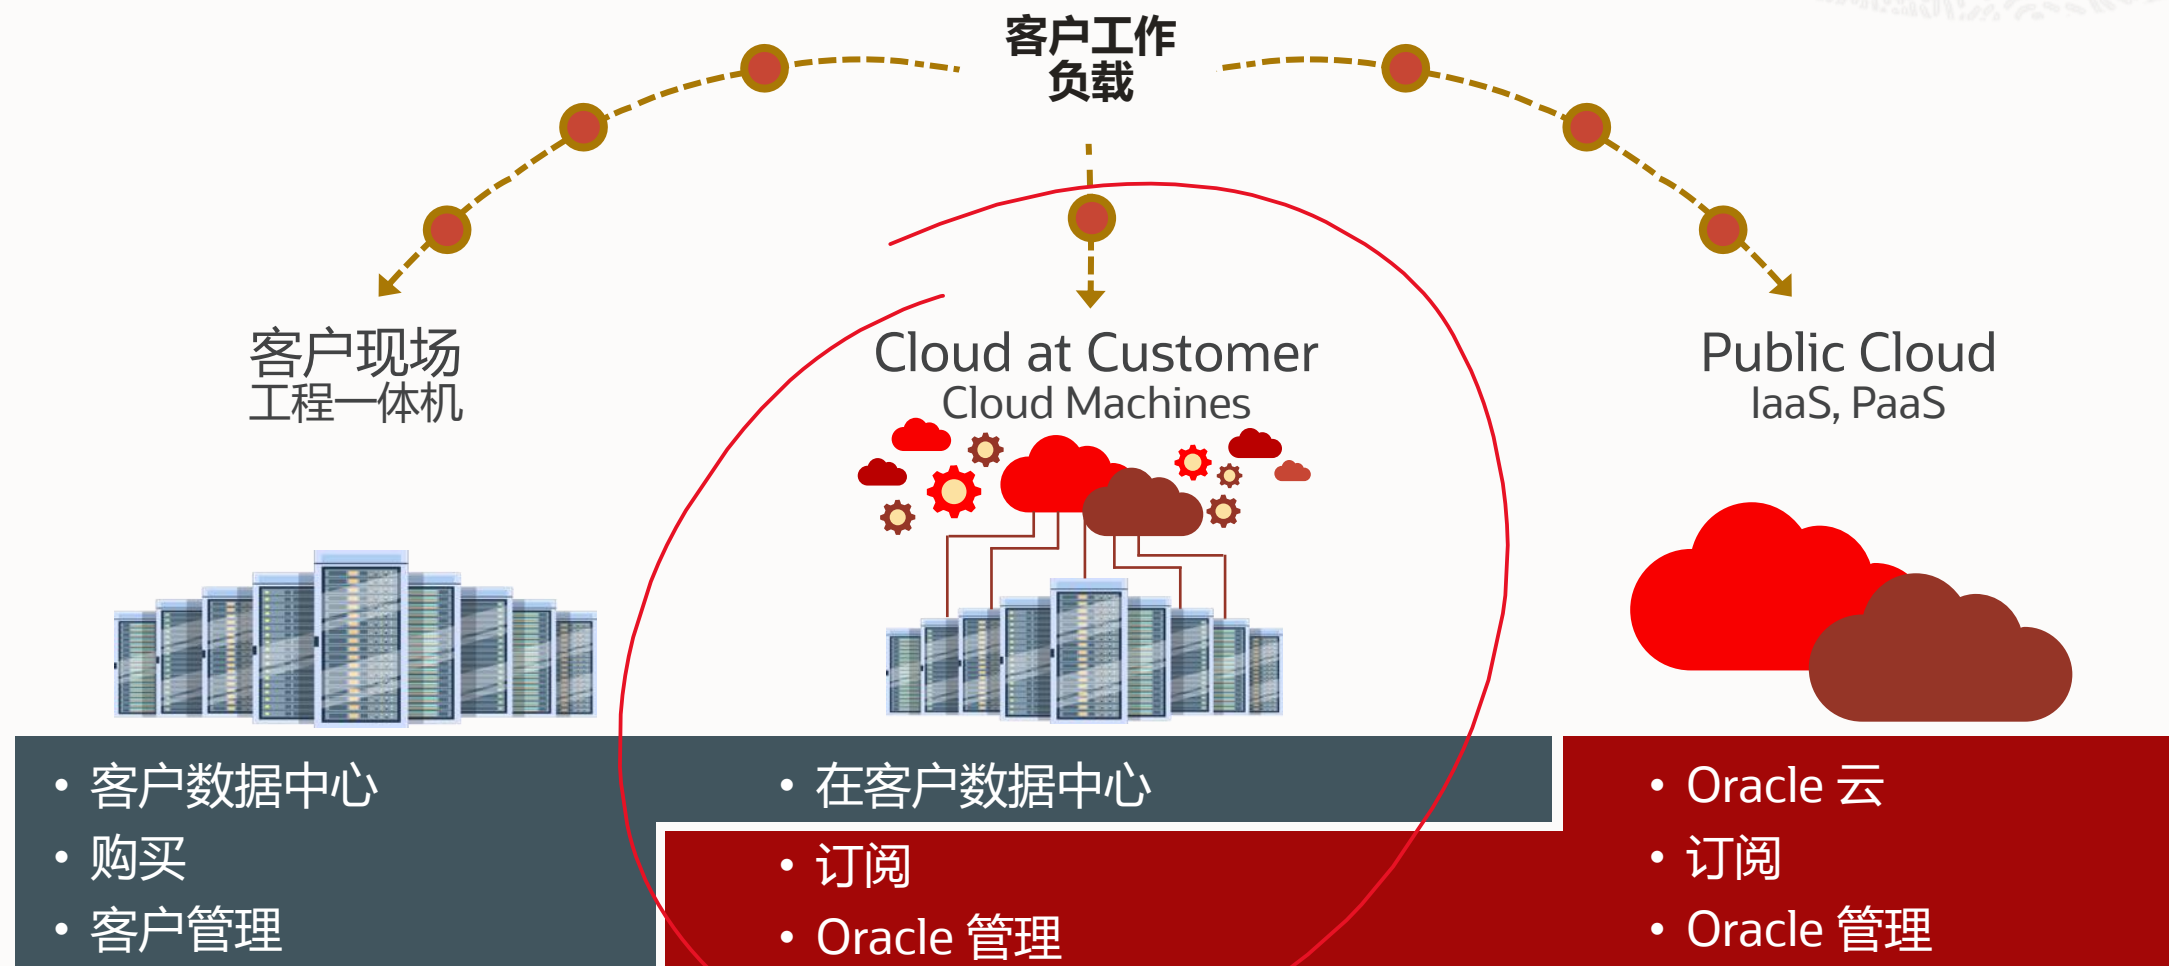 客户工作
负载
客户现场
工程一体机
Cloud at Customer
Cloud Machines
Public Cloud
IaaS, PaaS
• 客户数据中心
• 购买
• 客户管理
• 在客户数据中心
• 订阅
• Oracle 管理
• Oracle 云
• 订阅
• Oracle 管理